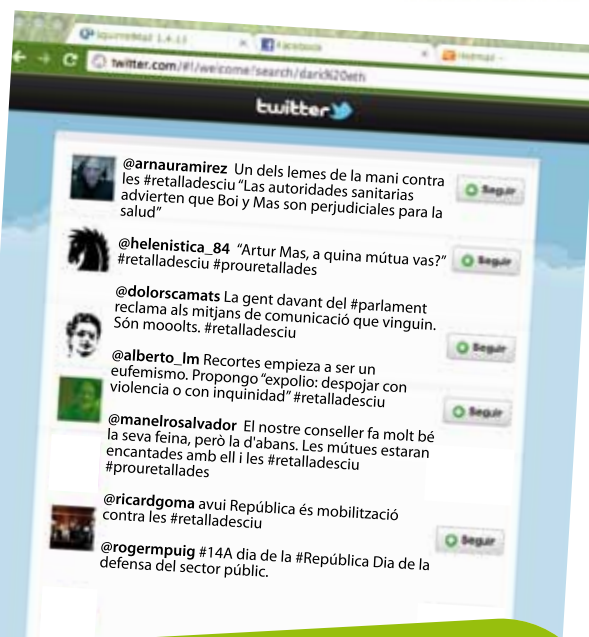 SquirrelMail 1.4.13
Facebook
Hotmail -
twitter.com/#!/welcome/search/darick%20eth
twitter
@arnauramirez Un dels lemes de la mani contra
les #retalladesciu “Las autoridades sanitarias
advierten que Boi y Mas son perjudiciales para la
salud”
Seguir
@helenistica_84 “Artur Mas, a quina mútua vas?”
#retalladesciu #prouretallades
Seguir
@dolorscamats La gent davant del #parlament
reclama als mitjans de comunicació que vinguin.
Són mooolts. #retalladesciu
Seguir
@alberto_lm Recortes empieza a ser un
eufemismo. Propongo “expolio: despojar con
violencia o con inquinidad” #retalladesciu
Seguir
@manelrosalvador El nostre conseller fa molt bé
la seva feina, però la d'abans. Les mútues estaran
encantades amb ell i les #retalladesciu
#prouretallades
@ricardgoma avui República és mobilització
contra les #retalladesciu
Seguir
@rogermpuig #14A dia de la #República Dia de la
defensa del sector públic.